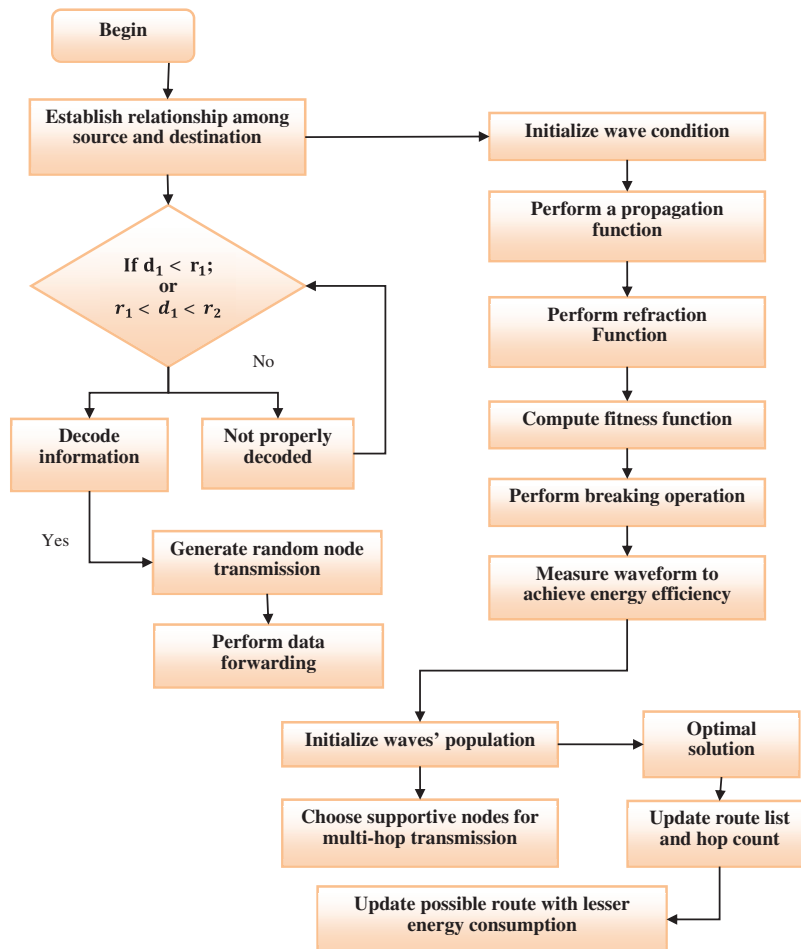 Begin
Establish relationship among
source and destination
Initialize wave condition
Perform a propagation
function
If d₁ < r₁;
or
r₁ < d₁ < r₂
Perform refraction
Function
No
Compute fitness function
Decode
information
Not properly
decoded
Perform breaking operation
Yes
Generate random node
transmission
Measure waveform to
achieve energy efficiency
Perform data
forwarding
Initialize waves’ population
Optimal
solution
Choose supportive nodes for
multi-hop transmission
Update route list
and hop count
Update possible route with lesser
energy consumption